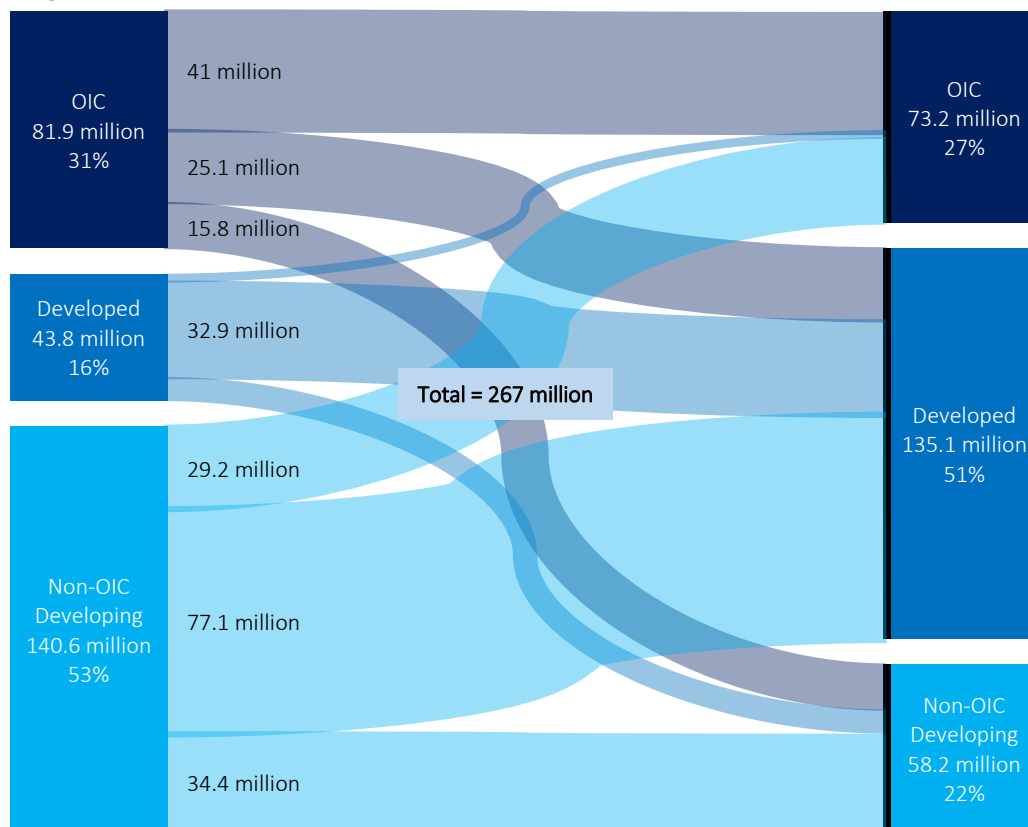 OIC
81.9 million
31%
41 million
25.1 million
15.8 million
OIC
73.2 million
27%
Developed
43.8 million
16%
32.9 million
Total = 267 million
Developed
135.1 million
51%
Non-OIC
Developing
140.6 million
53%
29.2 million
77.1 million
34.4 million
Non-OIC
Developing
58.2 million
22%